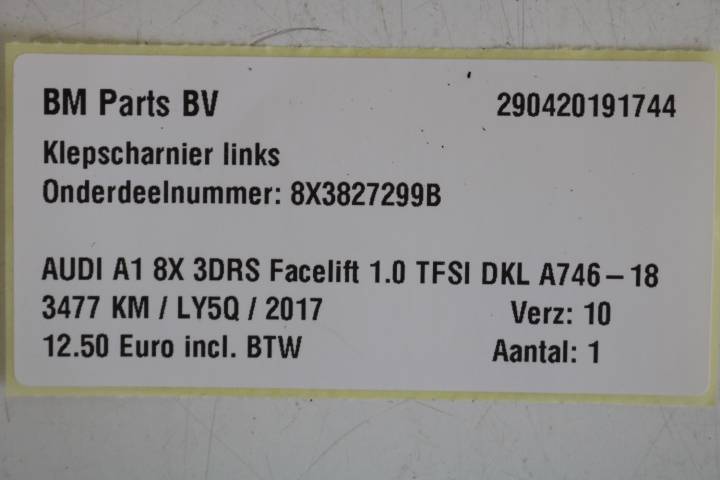 BM Parts BV 290420191744
Klepscharnier links
Onderdeelnummer: 8X3827299B
AUDI A1 8X 3DRS Facelift 1.0 TFSI DKL A746-18
3477 KM / LY5Q / 2017 Verz: 10
12.50 Euro incl. BTW Aantal: 1